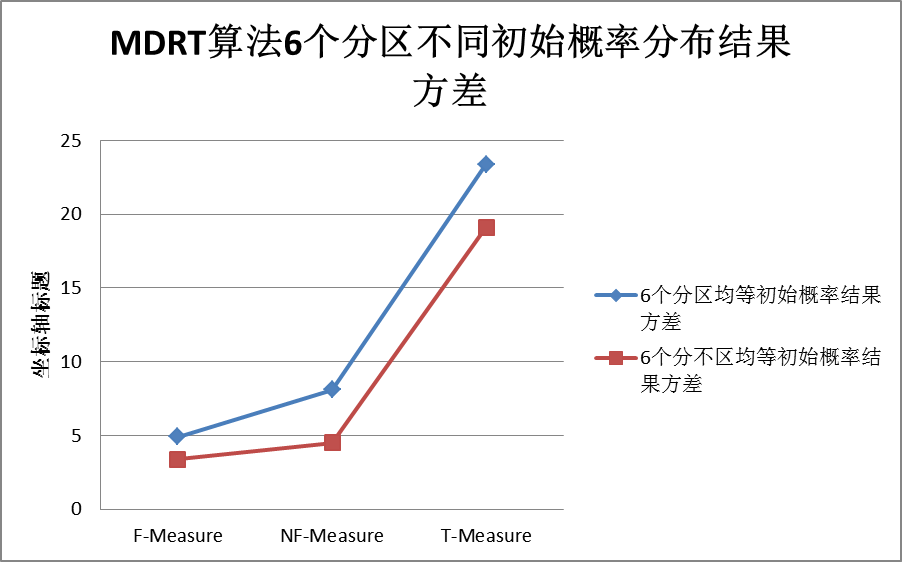 MDRT算法6个分区不同初始概率分布结果
方差
25
20
15
10
5
0
坐标轴标题
F-Measure
NF-Measure
T-Measure
6个分区均等初始概率结果
方差
6个分不区均等初始概率结
果方差